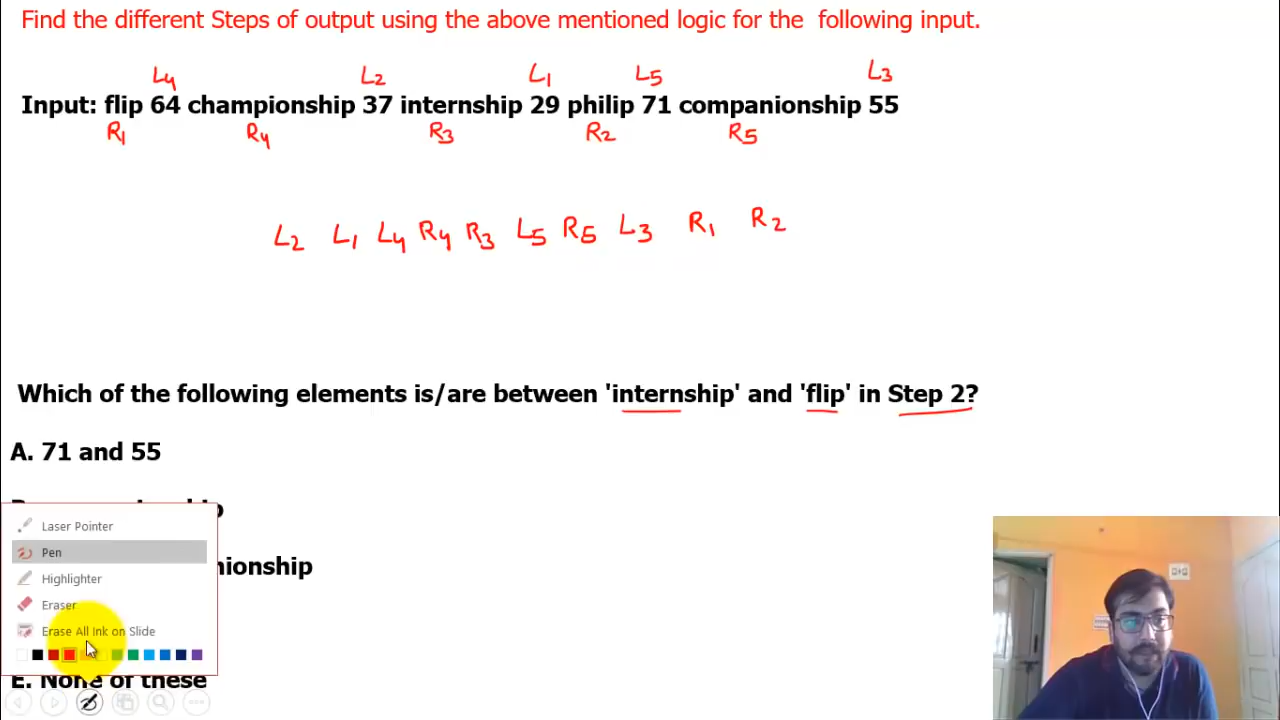 Find the different Steps of output using the above mentioned logic for the following input.
L4 L2 L1 L5 L3
Input: flip 64 championship 37 internship 29 philip 71 companionship 55
R1 R4 R3 R2 R5
L2 L1 L4 R4 R3 L5 R5 L3 R1 R2
Which of the following elements is/are between 'internship' and 'flip' in Step 2?
A. 71 and 55
Laser Pointer
Pen
Highlighter
Eraser
Erase All Ink on Slide
E. None of these